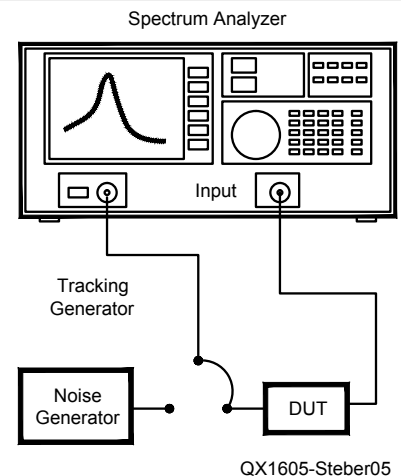 Spectrum Analyzer
Input
Tracking
Generator
Noise
Generator
DUT
QX1605-Steber05